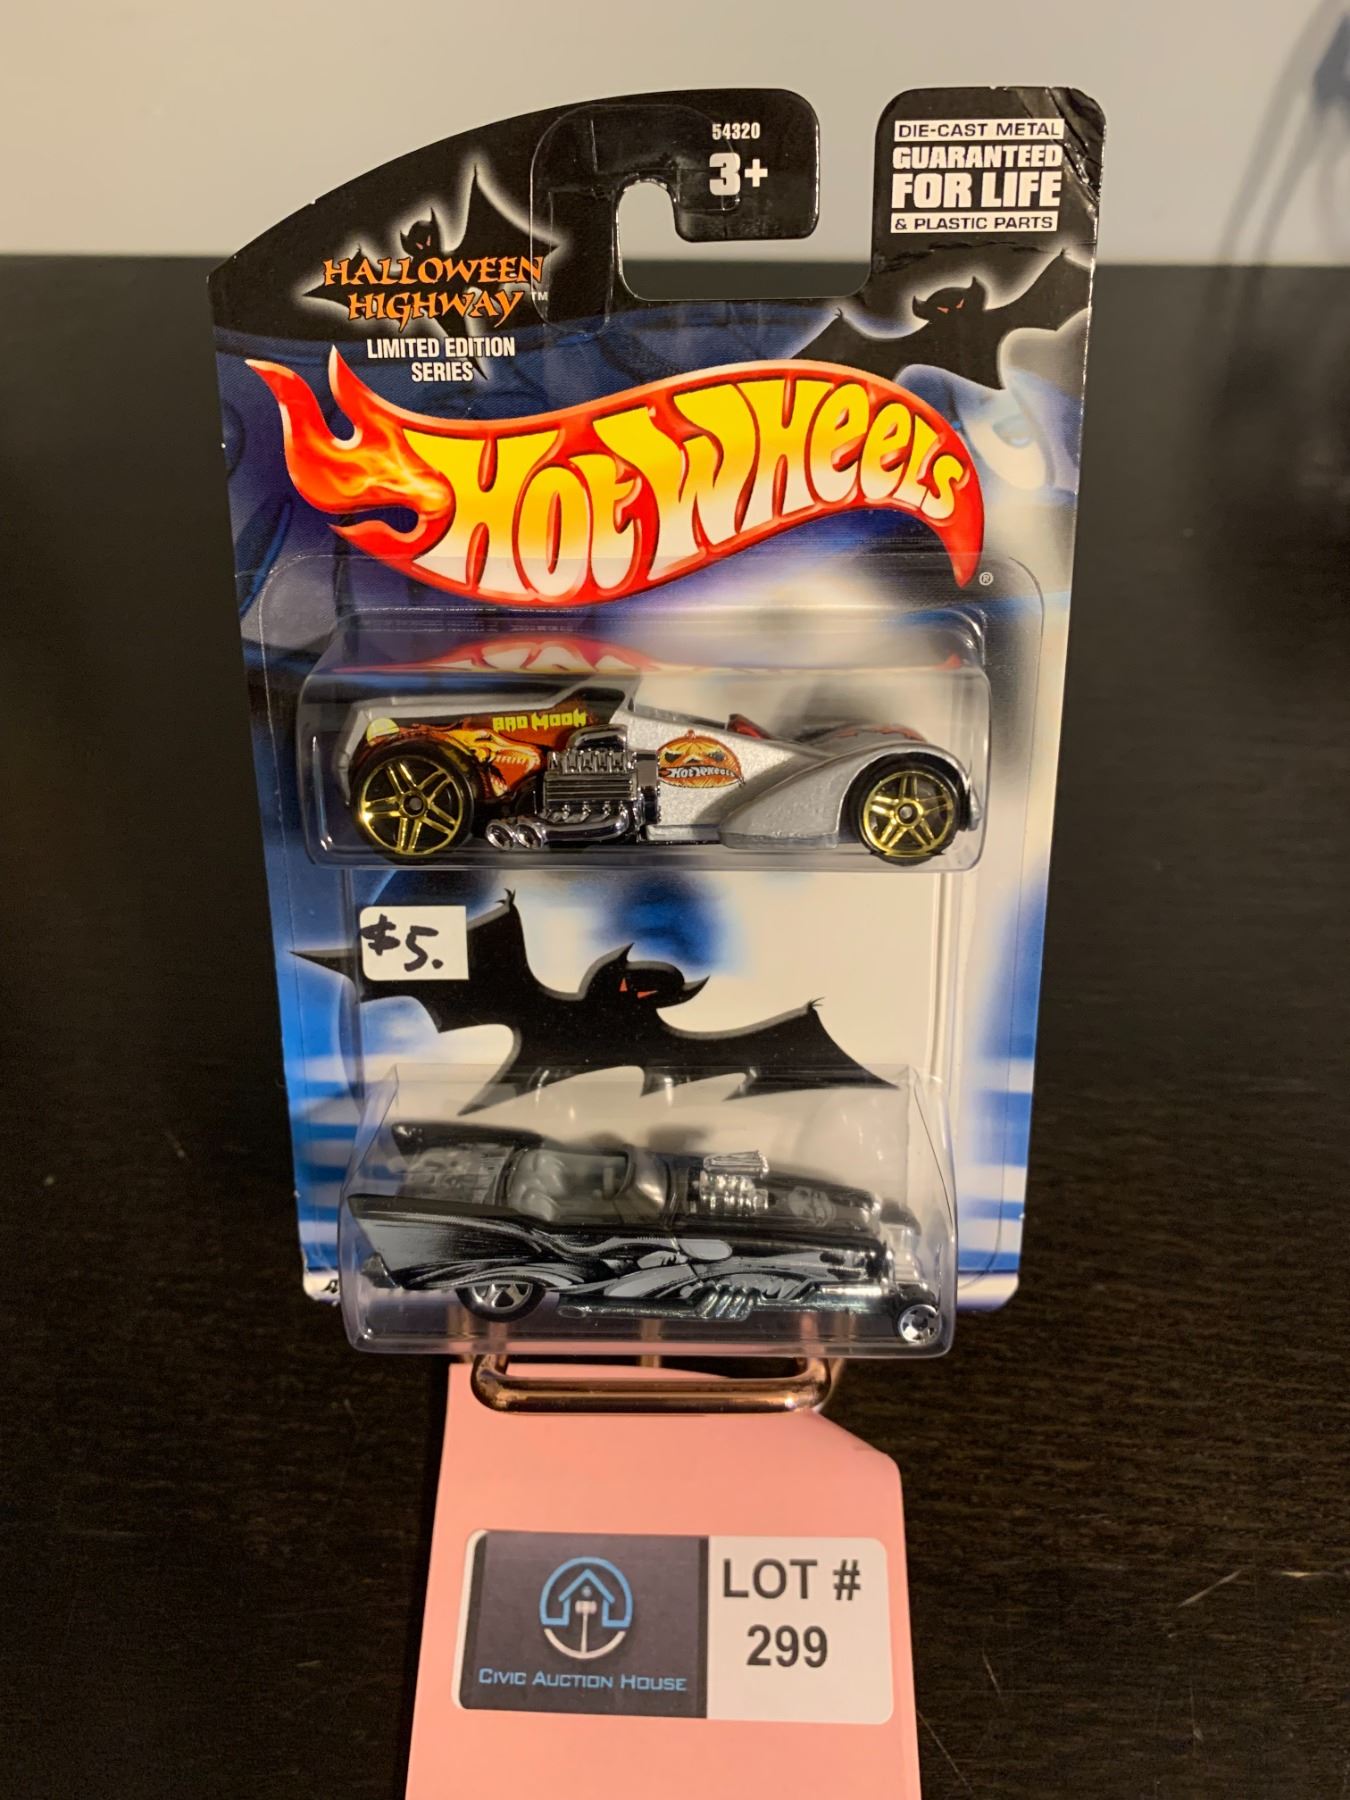 54320
3+
DIE-CAST METAL
GUARANTEED
FOR LIFE
& PLASTIC PARTS
HALLOWEEN
HIGHWAY™
LIMITED EDITION
SERIES
HOT WHEELS®
BAD MOON
HOT WHEELS
$5.
LOT #
299
CIVIC AUCTION HOUSE